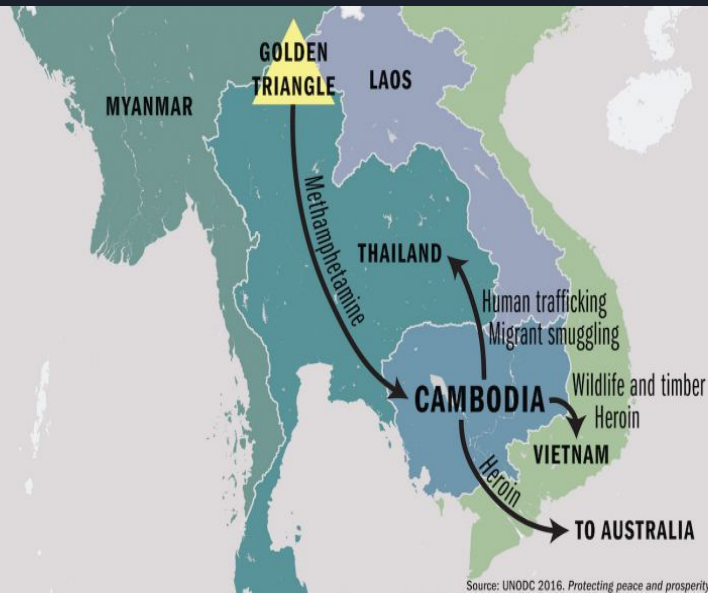 GOLDEN
TRIANGLE
LAOS
MYANMAR
Methamphetamine
THAILAND
Human trafficking
Migrant smuggling
CAMBODIA
Wildlife and timber
Heroin
VIETNAM
Heroin
TO AUSTRALIA
Source: UNODC 2016. Protecting peace and prosperity